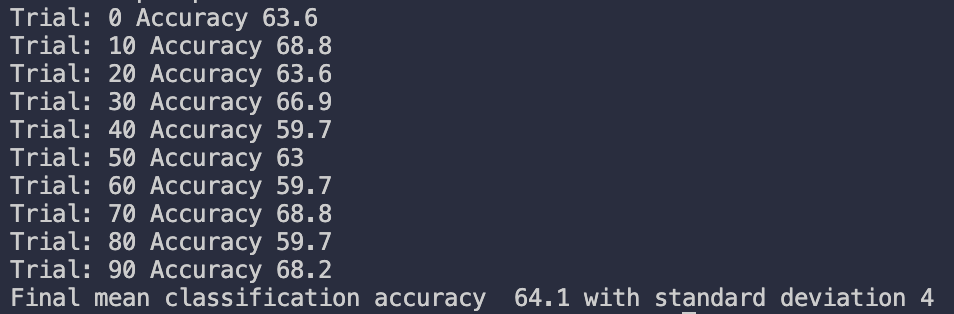 Trial: 0 Accuracy 63.6
Trial: 10 Accuracy 68.8
Trial: 20 Accuracy 63.6
Trial: 30 Accuracy 66.9
Trial: 40 Accuracy 59.7
Trial: 50 Accuracy 63
Trial: 60 Accuracy 59.7
Trial: 70 Accuracy 68.8
Trial: 80 Accuracy 59.7
Trial: 90 Accuracy 68.2
Final mean classification accuracy  64.1 with standard deviation 4